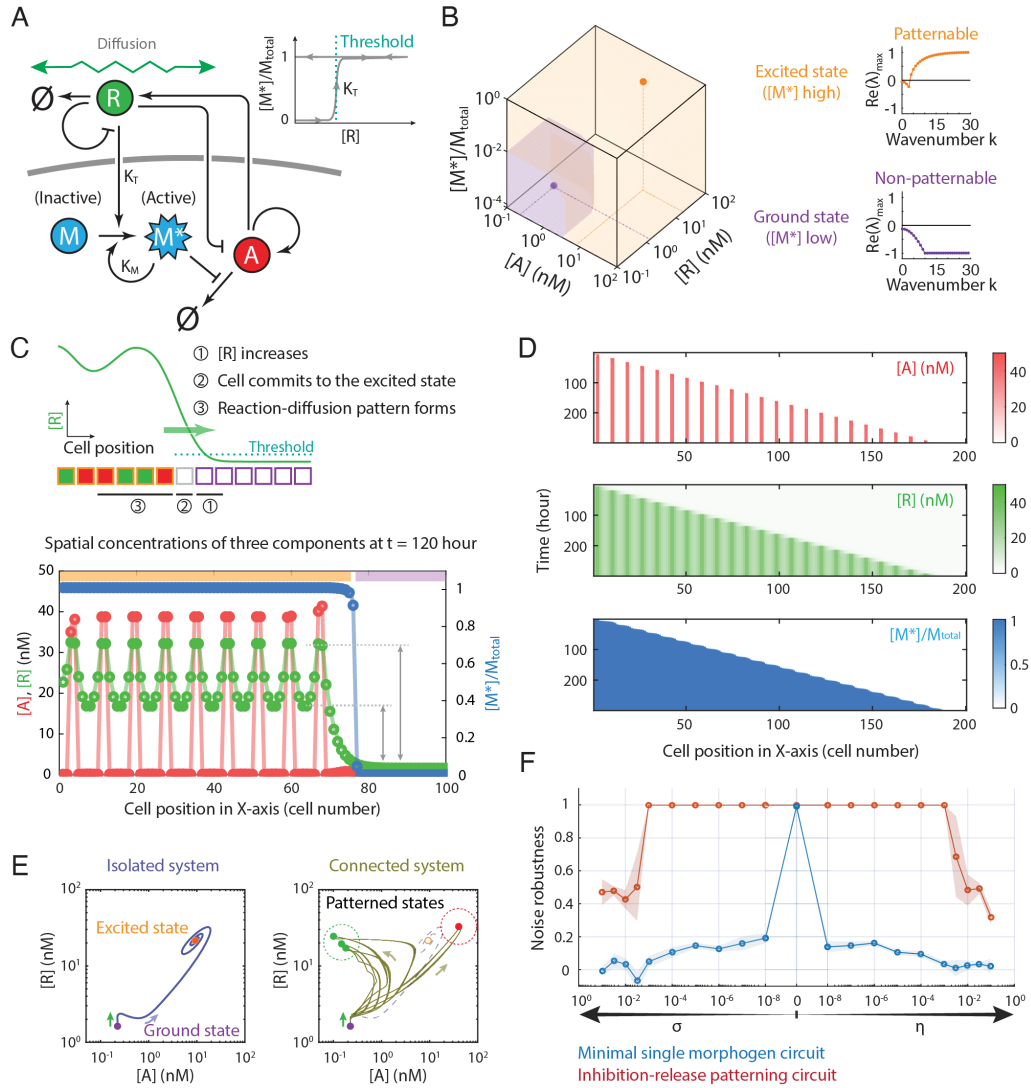 A
Diffusion
Ø
R
K_T
(Inactive)
(Active)
M
M*
K_M
A
Ø
[M*]/M_total
1
0
Threshold
K_T
[R]
B
[M*]/M_total
10^0
10^-2
10^-4
10^-1
10^0
10^1
10^2
[A] (nM)
10^-1
10^0
10^1
10^2
[R] (nM)
Excited state
([M*] high)
Ground state
([M*] low)
Patternable
Re(λ)_max
1
0
-1
0 15 30
Wavenumber k
Non-patternable
Re(λ)_max
1
0
-1
0 15 30
Wavenumber k
C
① [R] increases
② Cell commits to the excited state
③ Reaction-diffusion pattern forms
[R]
Cell position
Threshold
③ ② ①
Spatial concentrations of three components at t = 120 hour
[A], [R] (nM)
50
40
30
20
10
0
0 20 40 60 80 100
Cell position in X-axis (cell number)
1
0.8
0.6
0.4
0.2
0
[M*]/M_total
D
[A] (nM)
100
200
50 100 150 200
40
20
0
[R] (nM)
Time (hour)
100
200
50 100 150 200
40
20
0
[M*]/M_total
100
200
50 100 150 200
1
0.5
0
Cell position in X-axis (cell number)
E
Isolated system
[R] (nM)
10^2
10^1
10^0
Excited state
Ground state
10^-1 10^0 10^1 10^2
[A] (nM)
Connected system
[R] (nM)
10^2
10^1
10^0
Patterned states
10^-1 10^0 10^1 10^2
[A] (nM)
F
Noise robustness
1
0.8
0.6
0.4
0.2
0
10^0 10^-2 10^-4 10^-6 10^-8 0 10^-8 10^-6 10^-4 10^-2 10^0
σ
η
Minimal single morphogen circuit
Inhibition-release patterning circuit